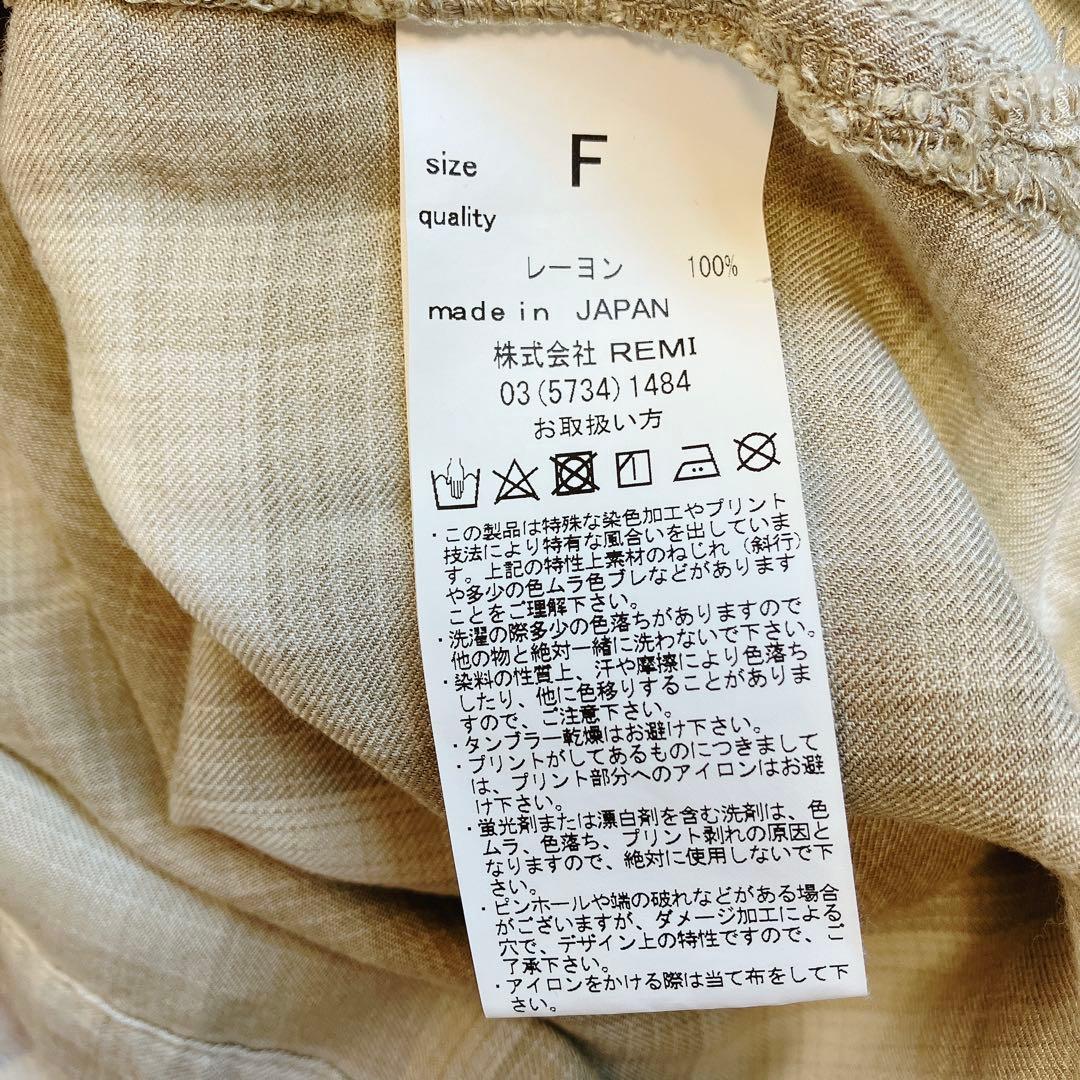 size F
quality
レーヨン 100%
made in JAPAN
株式会社 REMI
03(5734)1484
お取扱い方
・この製品は特殊な染色加工やプリント
技法により特有な風合いを出していま
す。上記の特性上素材のねじれ（斜行）
や多少の色ムラ色ブレなどがあります
ことをご理解下さい。
・洗濯の際多少の色落ちがありますので
他の物と絶対一緒に洗わないで下さい。
・染料の性質上、汗や摩擦により色落ち
したり、他に色移りすることがありま
すので、ご注意下さい。
・タンブラー乾燥はお避け下さい。
・プリントがしてあるものにつきまして
は、プリント部分へのアイロンはお避
け下さい。
・蛍光剤または漂白剤を含む洗剤は、色
ムラ、色落ち、プリント剥れの原因と
なりますので、絶対に使用しないで下
さい。
・ピンホールや端の破れなどがある場合
がございますが、ダメージ加工による
穴で、デザイン上の特性ですので、ご
了承下さい。
・アイロンをかける際は当て布をして下
さい。